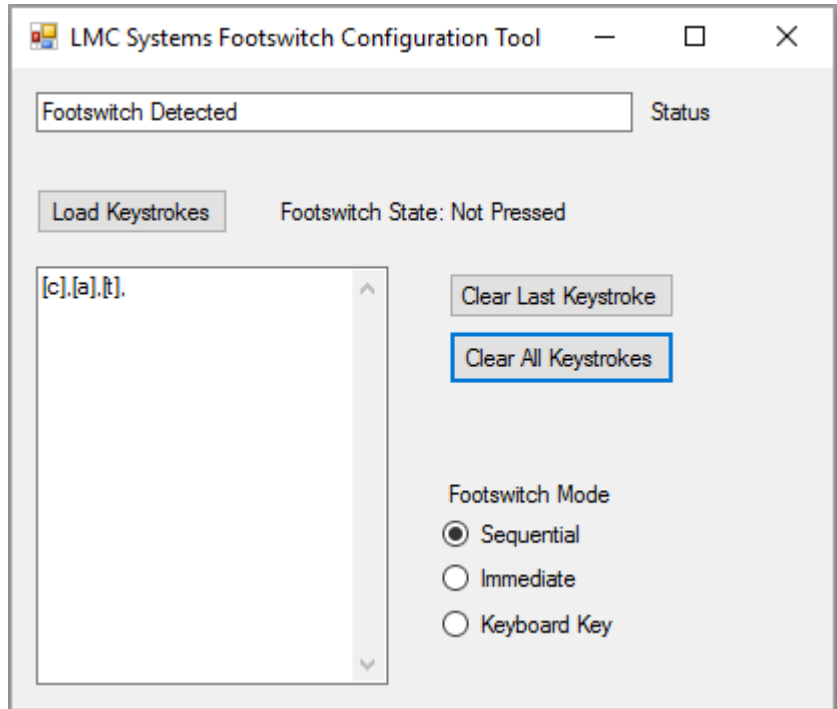 LMC Systems Footswitch Configuration Tool
Footswitch Detected
Status
Load Keystrokes
Footswitch State: Not Pressed
[c],[a],[t],
Clear Last Keystroke
Clear All Keystrokes
Footswitch Mode
Sequential
Immediate
Keyboard Key